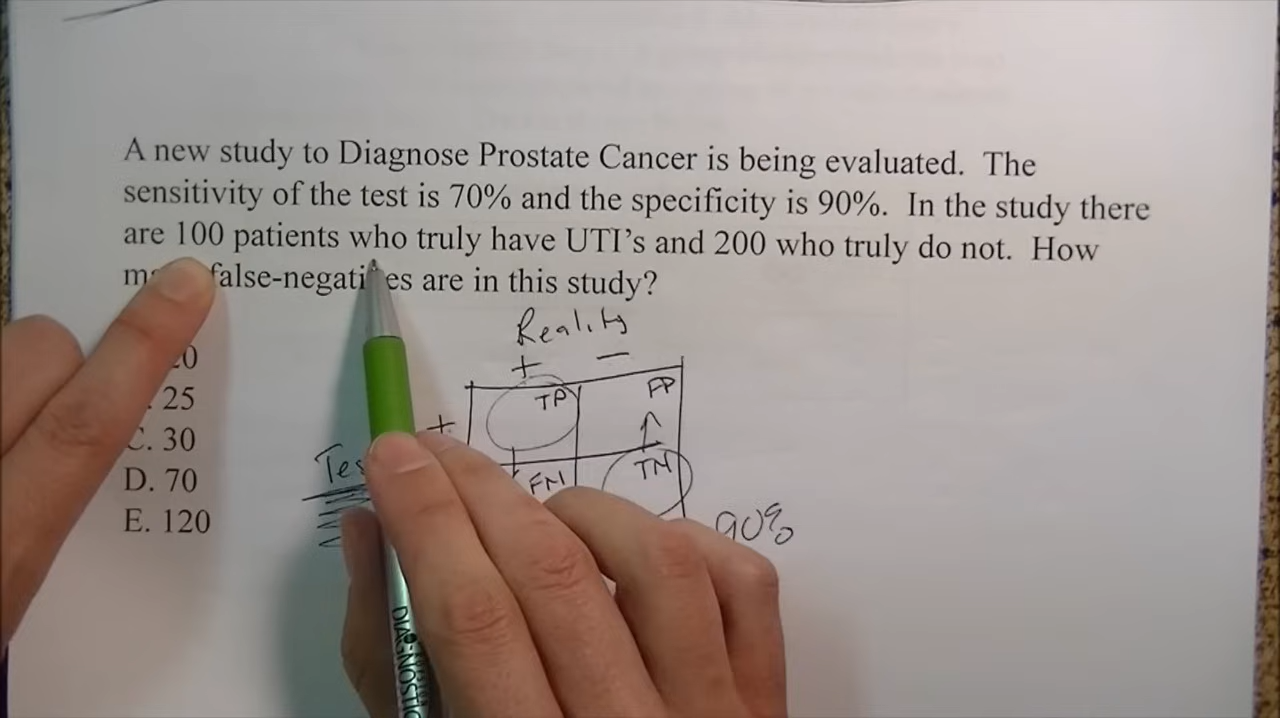 A new study to Diagnose Prostate Cancer is being evaluated. The
sensitivity of the test is 70% and the specificity is 90%. In the study there
are 100 patients who truly have UTI's and 200 who truly do not. How
false-negatives are in this study?
Reality
+ −
25
TP FP
+
C. 30
TN
FN
D. 70
E. 120
90%